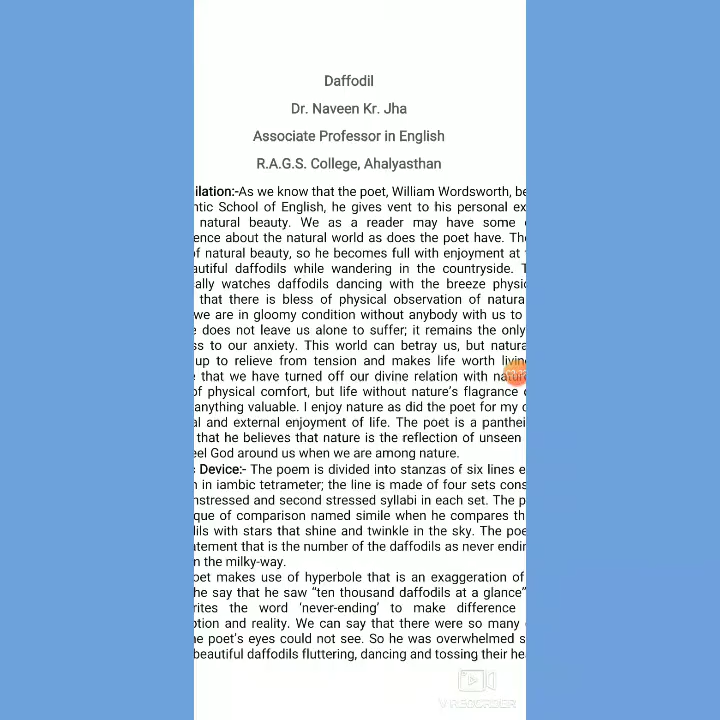 Daffodil
Dr. Naveen Kr. Jha
Associate Professor in English
R.A.G.S. College, Ahalyasthan
ilation:-As we know that the poet, William Wordsworth, be
ntic School of English, he gives vent to his personal ex
natural beauty. We as a reader may have some
ence about the natural world as does the poet have. Th
of natural beauty, so he becomes full with enjoyment at
autiful daffodils while wandering in the countryside. T
ally watches daffodils dancing with the breeze physic
that there is bless of physical observation of natura
we are in gloomy condition without anybody with us to
e does not leave us alone to suffer; it remains the only
ss to our anxiety. This world can betray us, but natura
up to relieve from tension and makes life worth livin
e that we have turned off our divine relation with nature
of physical comfort, but life without nature's flagrance
anything valuable. I enjoy nature as did the poet for my
al and external enjoyment of life. The poet is a panthei
that he believes that nature is the reflection of unseen
eel God around us when we are among nature.
Device:- The poem is divided into stanzas of six lines e
n in iambic tetrameter; the line is made of four sets cons
nstressed and second stressed syllabi in each set. The p
que of comparison named simile when he compares th
ils with stars that shine and twinkle in the sky. The poe
atement that is the number of the daffodils as never endin
n the milky-way.
oet makes use of hyperbole that is an exaggeration of
he say that he saw “ten thousand daffodils at a glance”
rites the word 'never-ending' to make difference
ption and reality. We can say that there were so many
he poet's eyes could not see. So he was overwhelmed s
beautiful daffodils fluttering, dancing and tossing their he
V RECORDER